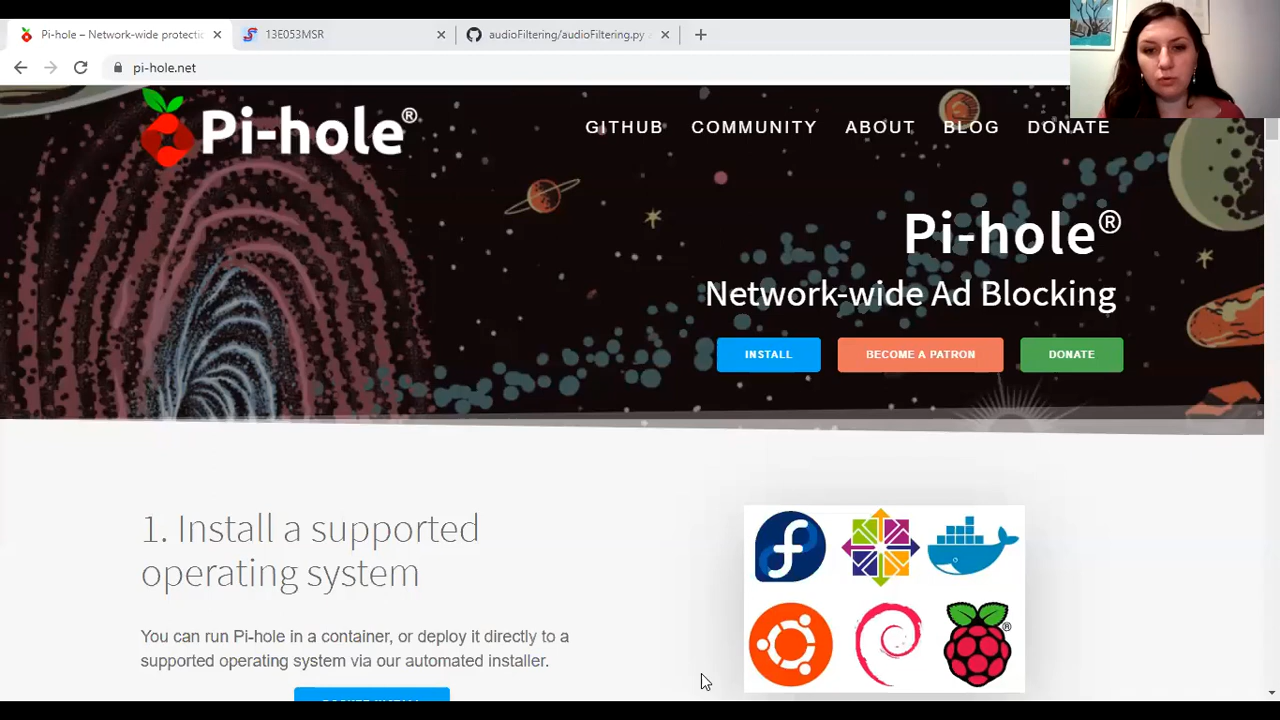 Pi-hole – Network-wide protectio
13E053MSR
audioFiltering/audioFiltering.py
pi-hole.net
Pi-hole®
GITHUB
COMMUNITY
ABOUT
BLOG
DONATE
Pi-hole®
Network-wide Ad Blocking
INSTALL
BECOME A PATRON
DONATE
1. Install a supported
operating system
You can run Pi-hole in a container, or deploy it directly to a
supported operating system via our automated installer.
®